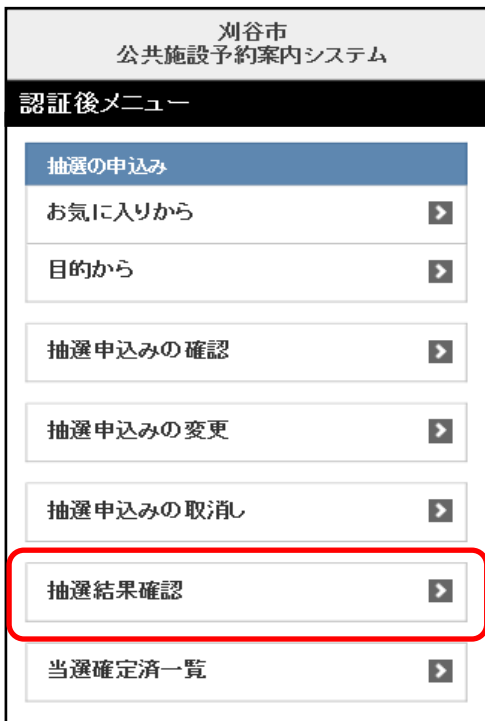 刈谷市
公共施設予約案内システム
認証後メニュー
抽選の申込み
お気に入りから
目的から
抽選申込みの確認
抽選申込みの変更
抽選申込みの取消し
抽選結果確認
当選確定済一覧